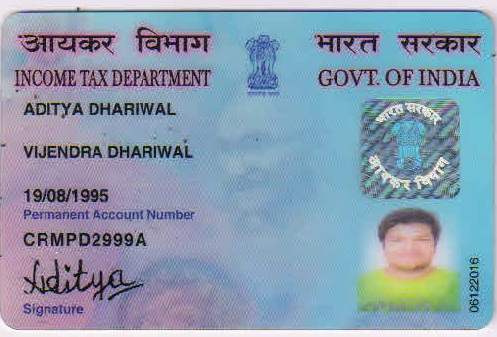 आयकर विभाग
भारत सरकार
INCOME TAX DEPARTMENT
GOVT. OF INDIA
ADITYA DHARIWAL
VIJENDRA DHARIWAL
19/08/1995
Permanent Account Number
CRMPD2999A
Aditya
Signature
भारत सरकार
आयकर विभाग
06122016